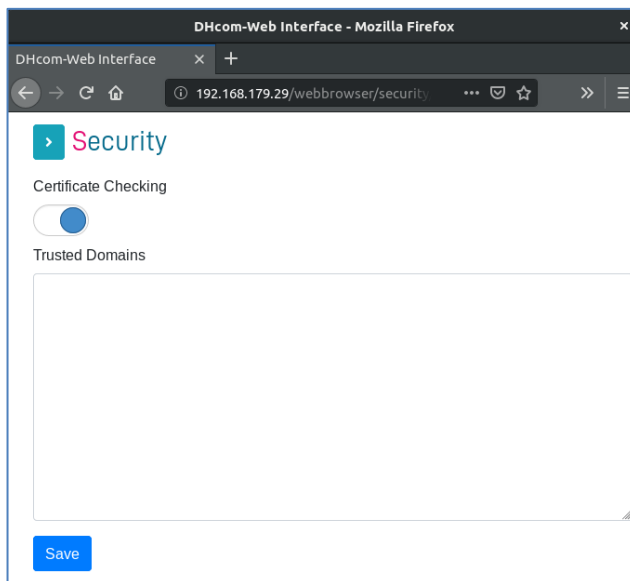 DHcom-Web Interface - Mozilla Firefox
DHcom-Web Interface
192.168.179.29/webbrowser/security
Security
Certificate Checking
Trusted Domains
Save